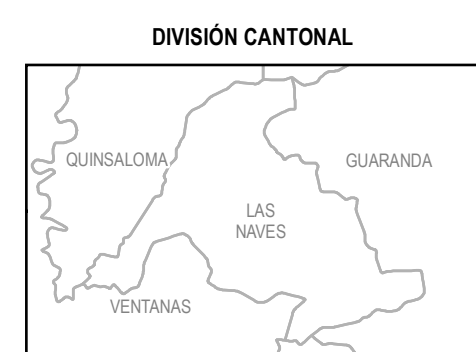 DIVISIÓN CANTONAL
QUINSALOMA
GUARANDA
LAS
NAVES
VENTANAS